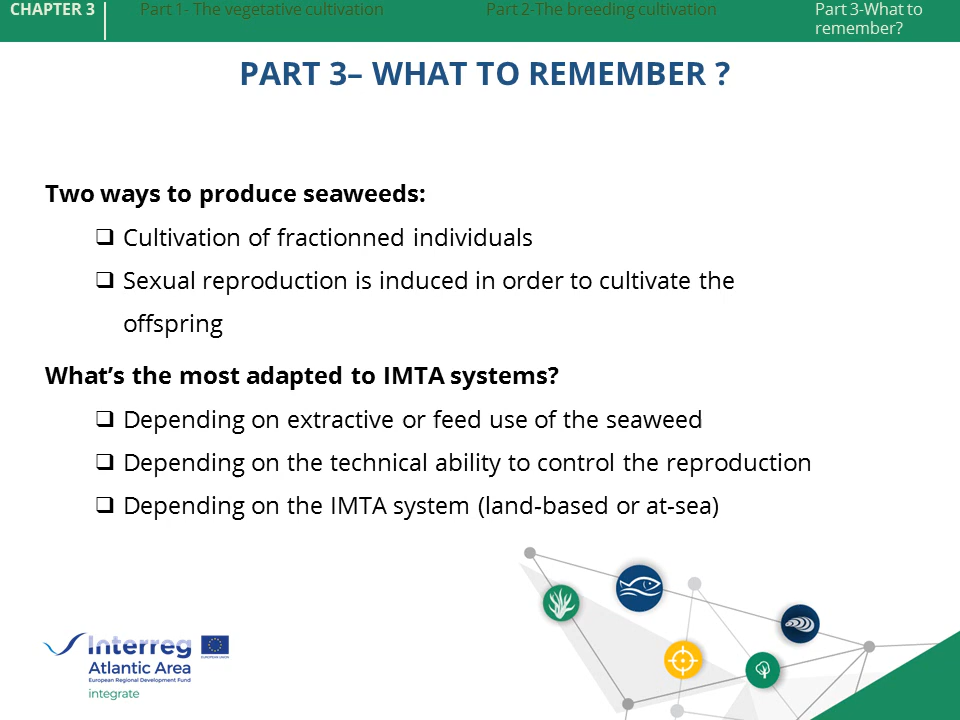 CHAPTER 3
Part 1- The vegetative cultivation
Part 2-The breeding cultivation
Part 3-What to
remember?
PART 3– WHAT TO REMEMBER ?
Two ways to produce seaweeds:
❑ Cultivation of fractionned individuals
❑ Sexual reproduction is induced in order to cultivate the
offspring
What’s the most adapted to IMTA systems?
❑ Depending on extractive or feed use of the seaweed
❑ Depending on the technical ability to control the reproduction
❑ Depending on the IMTA system (land-based or at-sea)
Interreg
EUROPEAN UNION
Atlantic Area
European Regional Development Fund
integrate